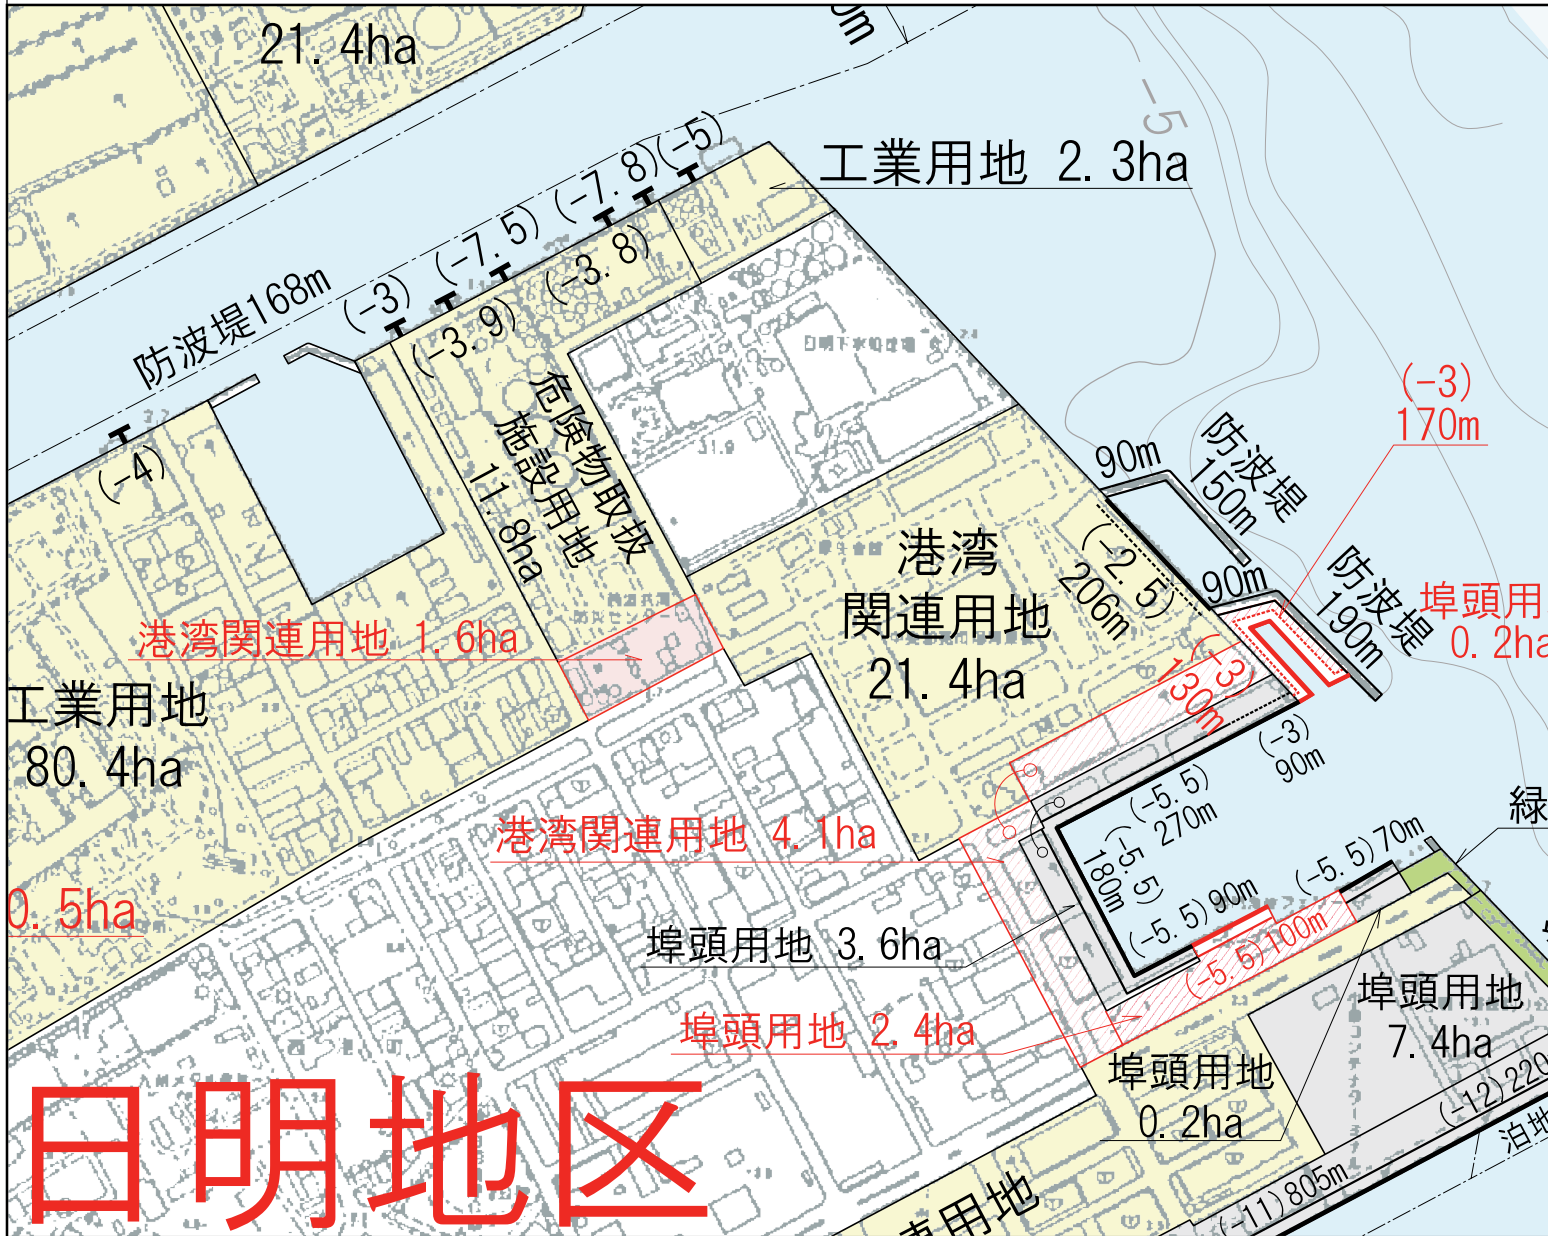 21.4ha
0m
-5
工業用地 2.3ha
(-5)
(-7.8)
(-7.5)
(-3)
(-3.8)
(-3.9)
防波堤168m
(-4)
危険物取扱
施設用地
11.8ha
(-3)
170m
90m
防波堤
150m
90m
防波堤
190m
埠頭用
0.2ha
港湾
関連用地
21.4ha
(-2.5)
206m
(-3)
130m
(-3)
90m
港湾関連用地 1.6ha
工業用地
80.4ha
0.5ha
港湾関連用地 4.1ha
(-5.5)
270m
(-5.5)
180m
(-5.5)90m
(-5.5)70m
(-5.5)100m
緑
埠頭用地 3.6ha
埠頭用地 2.4ha
埠頭用地
7.4ha
埠頭用地
0.2ha
(-12)220
泊地
(-11)805m
連用地
日明地区